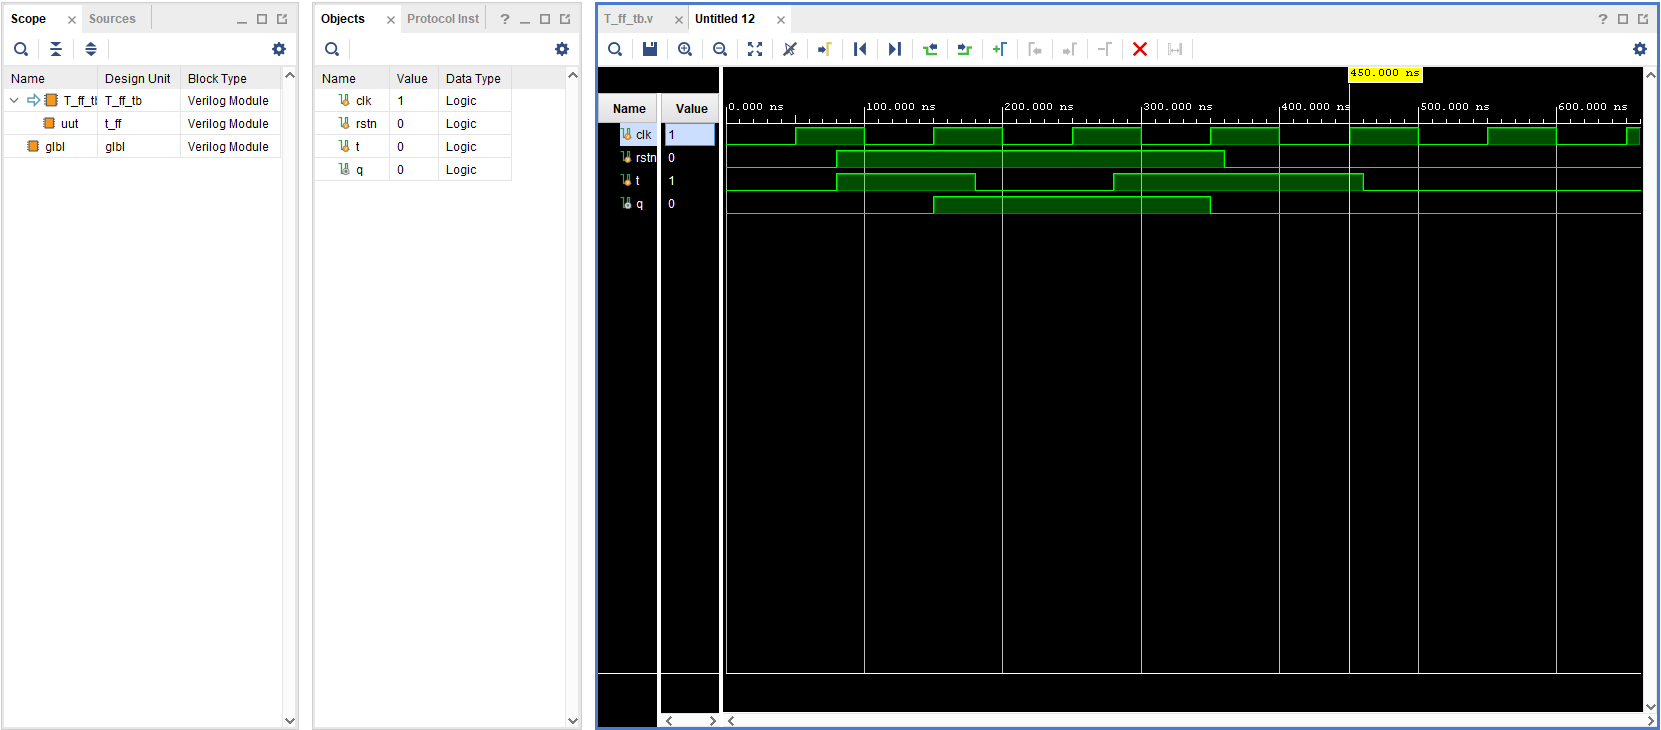 Scope Sources
Name Design Unit Block Type
T_ff_tb T_ff_tb Verilog Module
uut t_ff Verilog Module
glbl glbl Verilog Module
Objects Protocol Inst ?
Name Value Data Type
clk 1 Logic
rstn 0 Logic
t 0 Logic
q 0 Logic
T_ff_tb.v Untitled 12 ?
450.000 ns
Name Value
0.000 ns 100.000 ns 200.000 ns 300.000 ns 400.000 ns 500.000 ns 600.000 ns
clk 1
rstn 0
t 1
q 0